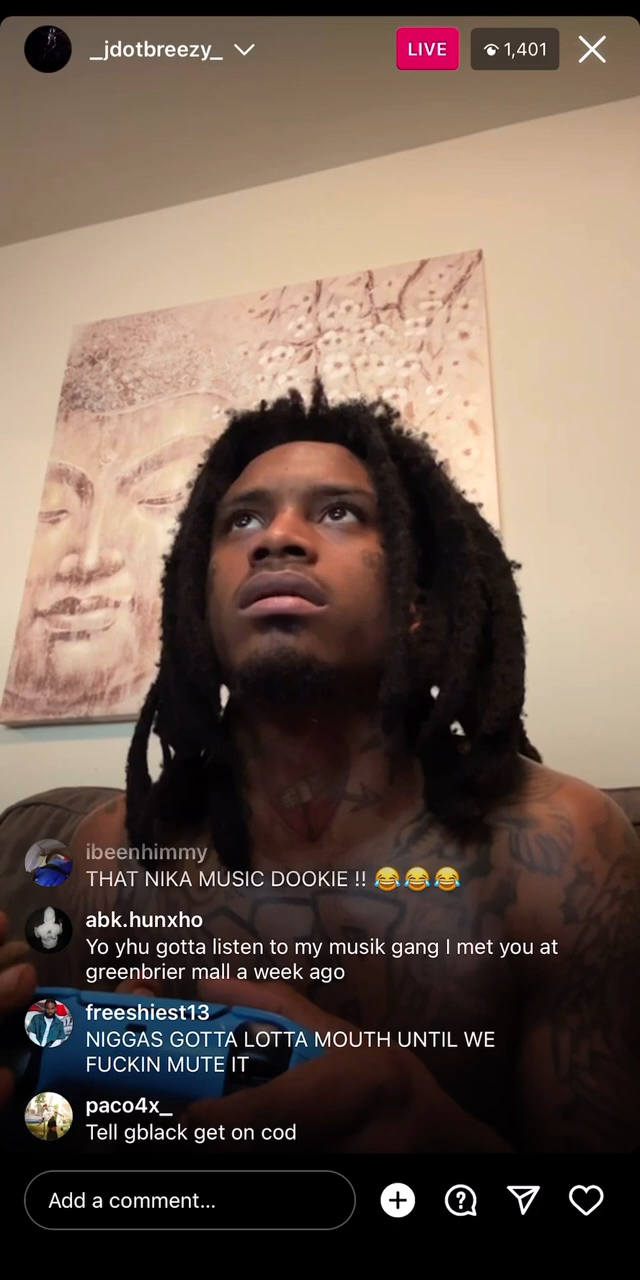 _jdotbreezy_
LIVE
1,401
ibeenhimmy
THAT NIKA MUSIC DOOKIE !! 😂😂😂
abk.hunxho
Yo yhu gotta listen to my musik gang I met you at
greenbrier mall a week ago
freeshiest13
NIGGAS GOTTA LOTTA MOUTH UNTIL WE
FUCKIN MUTE IT
paco4x_
Tell gblack get on cod
Add a comment...